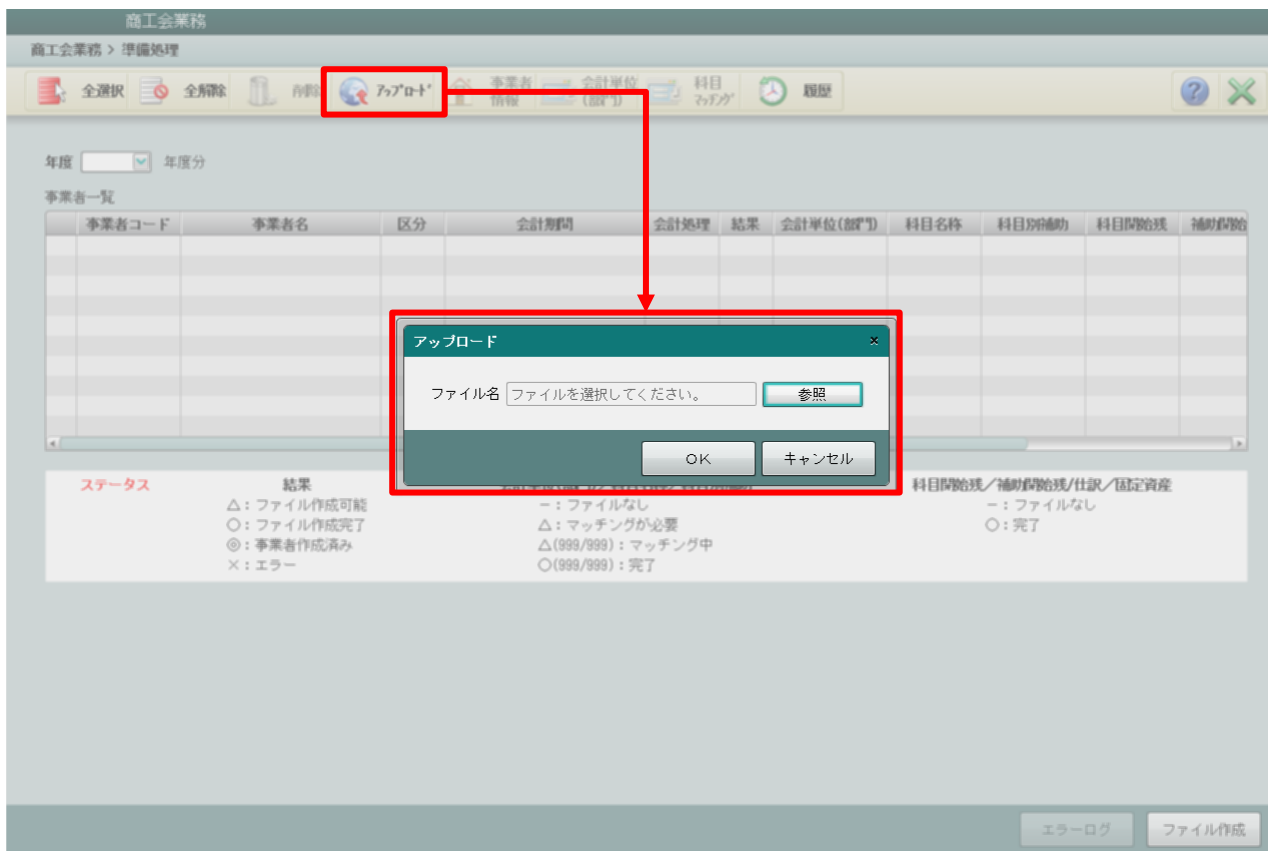 商工会業務
商工会業務 > 準備処理
全選択 全解除 削除 ｱｯﾌﾟﾛｰﾄﾞ 事業者情報 会計単位(部門) 科目ﾏｯﾁﾝｸﾞ 履歴
年度 年度分
事業者一覧
事業者コード 事業者名 区分 会計期間 会計処理 結果 会計単位(部門) 科目名称 科目別補助 科目開始残 補助開始
アップロード ×
ファイル名 ファイルを選択してください。 参照
OK キャンセル
ステータス 結果 科目開始残／補助開始残/仕訳／固定資産
△：ファイル作成可能 －：ファイルなし －：ファイルなし
○：ファイル作成完了 △：マッチングが必要 ○：完了
◎：事業者作成済み △(999/999)：マッチング中
×：エラー ○(999/999)：完了
エラーログ ファイル作成